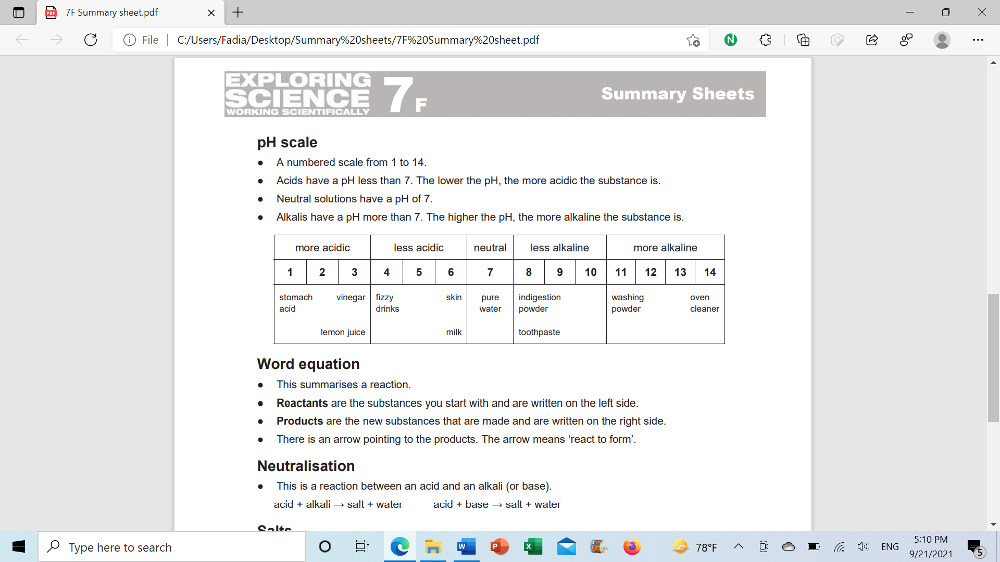 7F Summary sheet.pdf
File
C:/Users/Fadia/Desktop/Summary%20sheets/7F%20Summary%20sheet.pdf
EXPLORING
SCIENCE
WORKING SCIENTIFICALLY
7F
Summary Sheets
pH scale
● A numbered scale from 1 to 14.
● Acids have a pH less than 7. The lower the pH, the more acidic the substance is.
● Neutral solutions have a pH of 7.
● Alkalis have a pH more than 7. The higher the pH, the more alkaline the substance is.
more acidic less acidic neutral less alkaline more alkaline
1 2 3 4 5 6 7 8 9 10 11 12 13 14
stomach vinegar fizzy skin pure indigestion washing oven
acid drinks water powder powder cleaner
lemon juice milk toothpaste
Word equation
● This summarises a reaction.
● Reactants are the substances you start with and are written on the left side.
● Products are the new substances that are made and are written on the right side.
● There is an arrow pointing to the products. The arrow means ‘react to form’.
Neutralisation
● This is a reaction between an acid and an alkali (or base).
acid + alkali → salt + water acid + base → salt + water
Salts
Type here to search
78°F
ENG
5:10 PM
9/21/2021
5